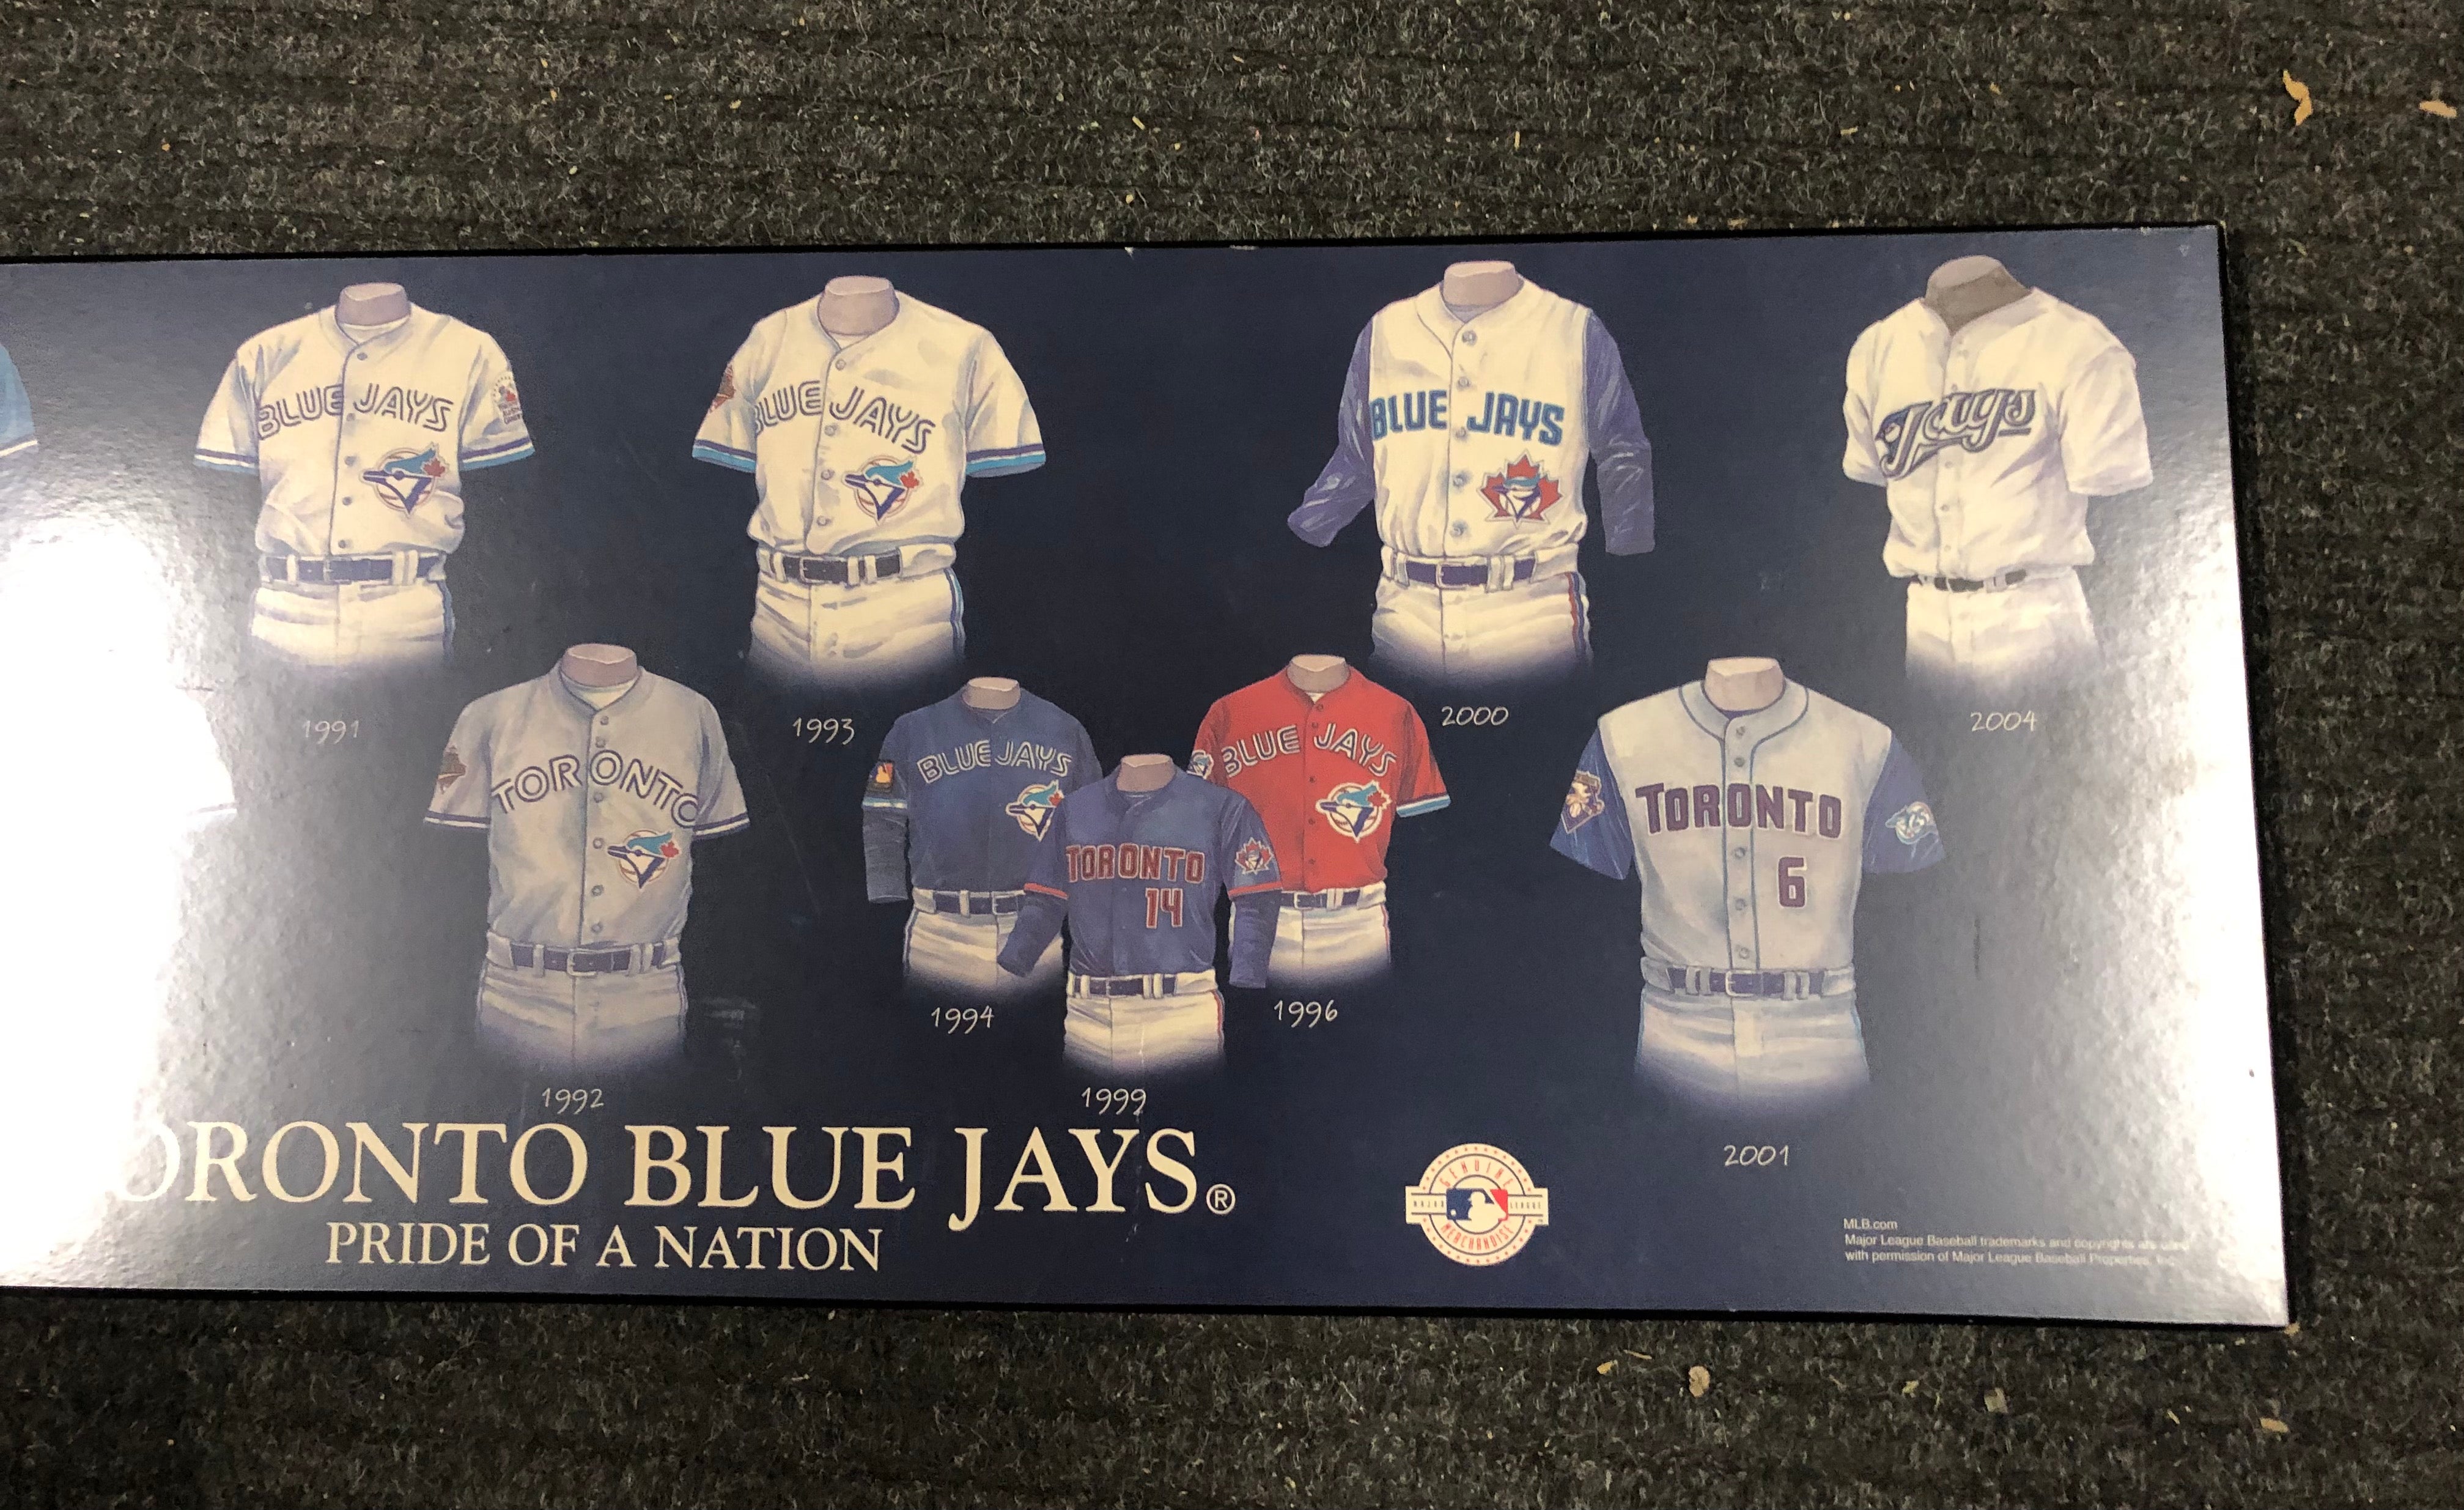 BLUE JAYS
BLUE JAYS
BLUE JAYS
Jays
1991
1993
2000
2004
TORONTO
BLUE JAYS
BLUE JAYS
TORONTO
14
TORONTO
6
1994
1996
1992
1999
2001
ORONTO BLUE JAYS®
PRIDE OF A NATION
GENUINE
MAJOR LEAGUE
MERCHANDISE
MLB.com
Major League Baseball trademarks and copyrights are used
with permission of Major League Baseball Properties, Inc.